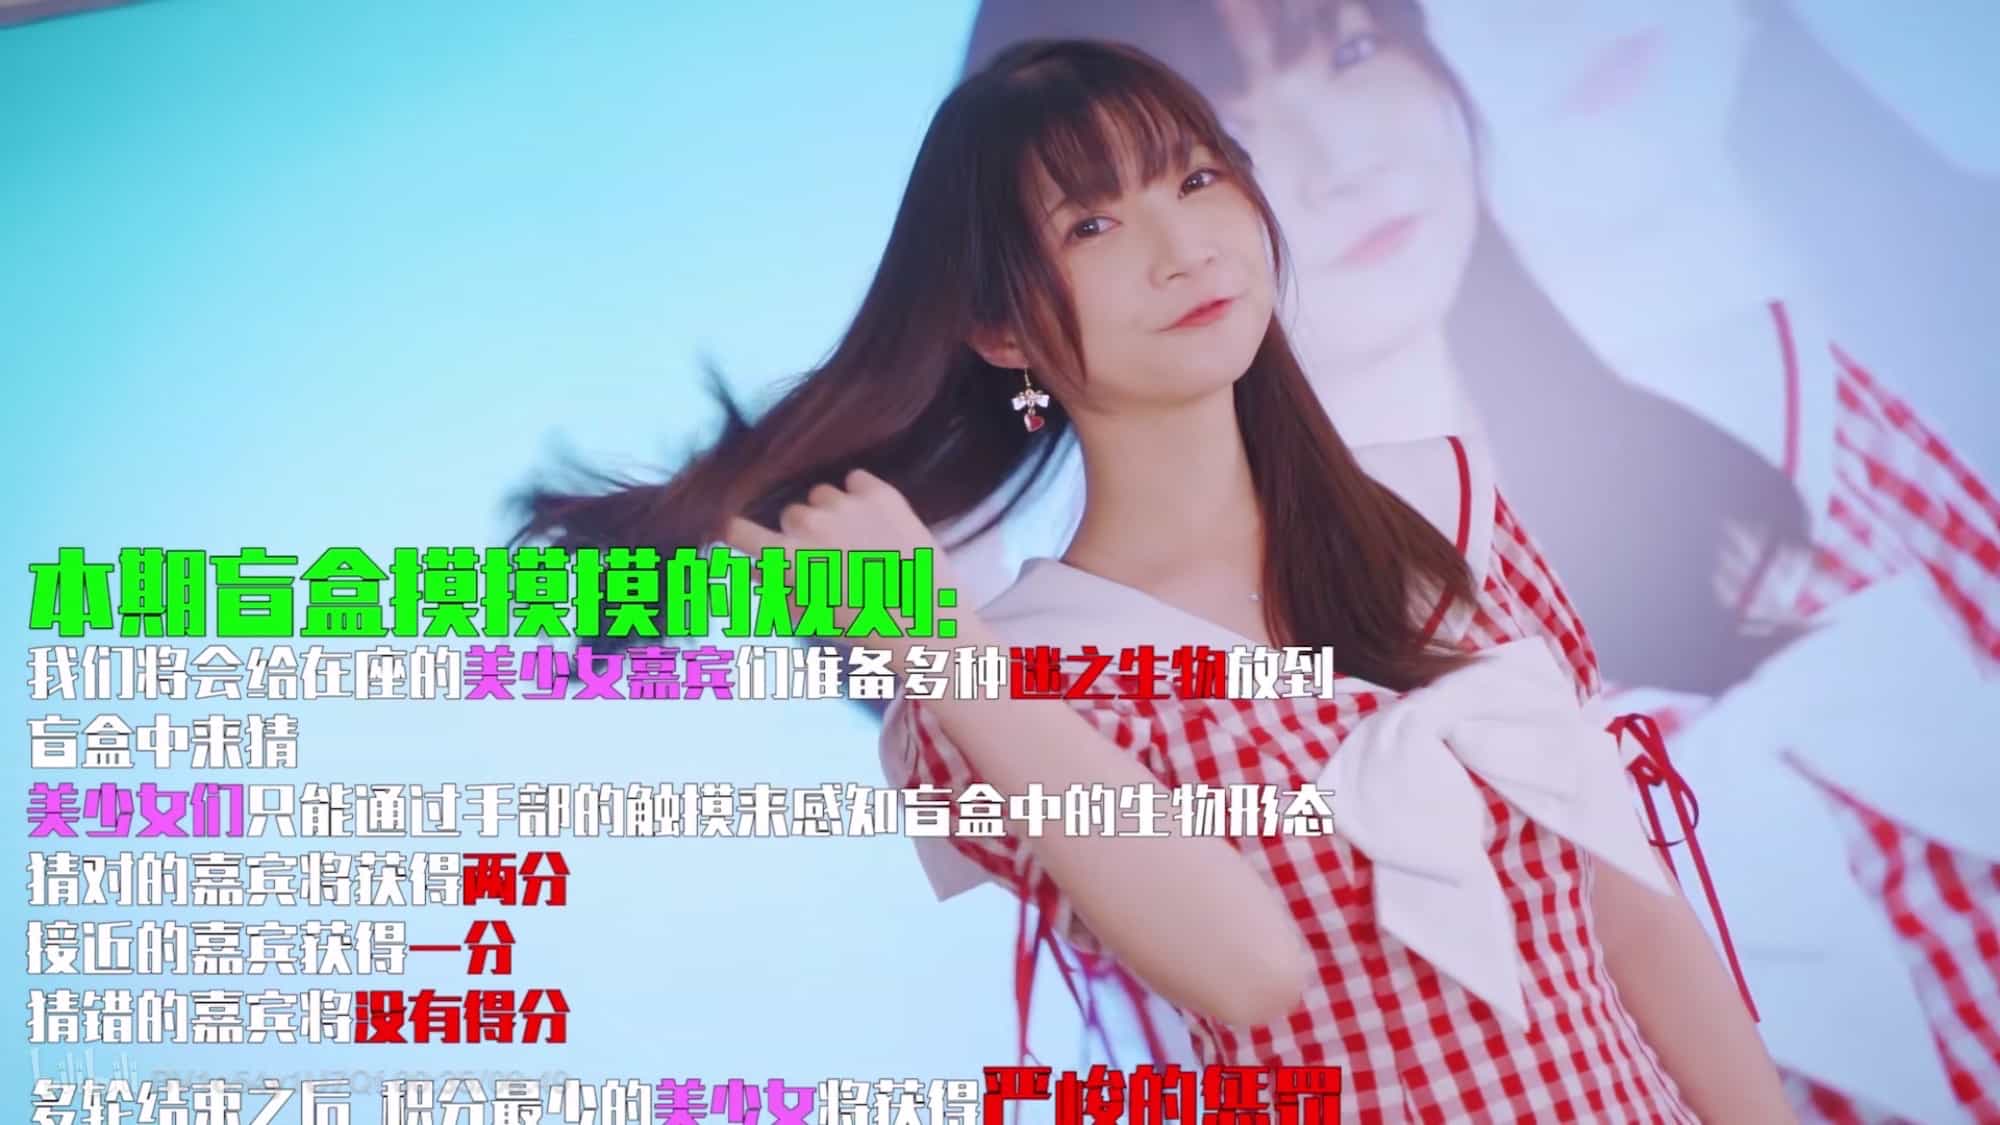 本期盲盒摸摸摸的规则:
我们将会给在座的美少女嘉宾们准备多种迷之生物放到
盲盒中来猜
美少女们只能通过手部的触摸来感知盲盒中的生物形态
猜对的嘉宾将获得两分
接近的嘉宾获得一分
猜错的嘉宾将没有得分
多轮结束之后 积分最少的美少女将获得严峻的惩罚